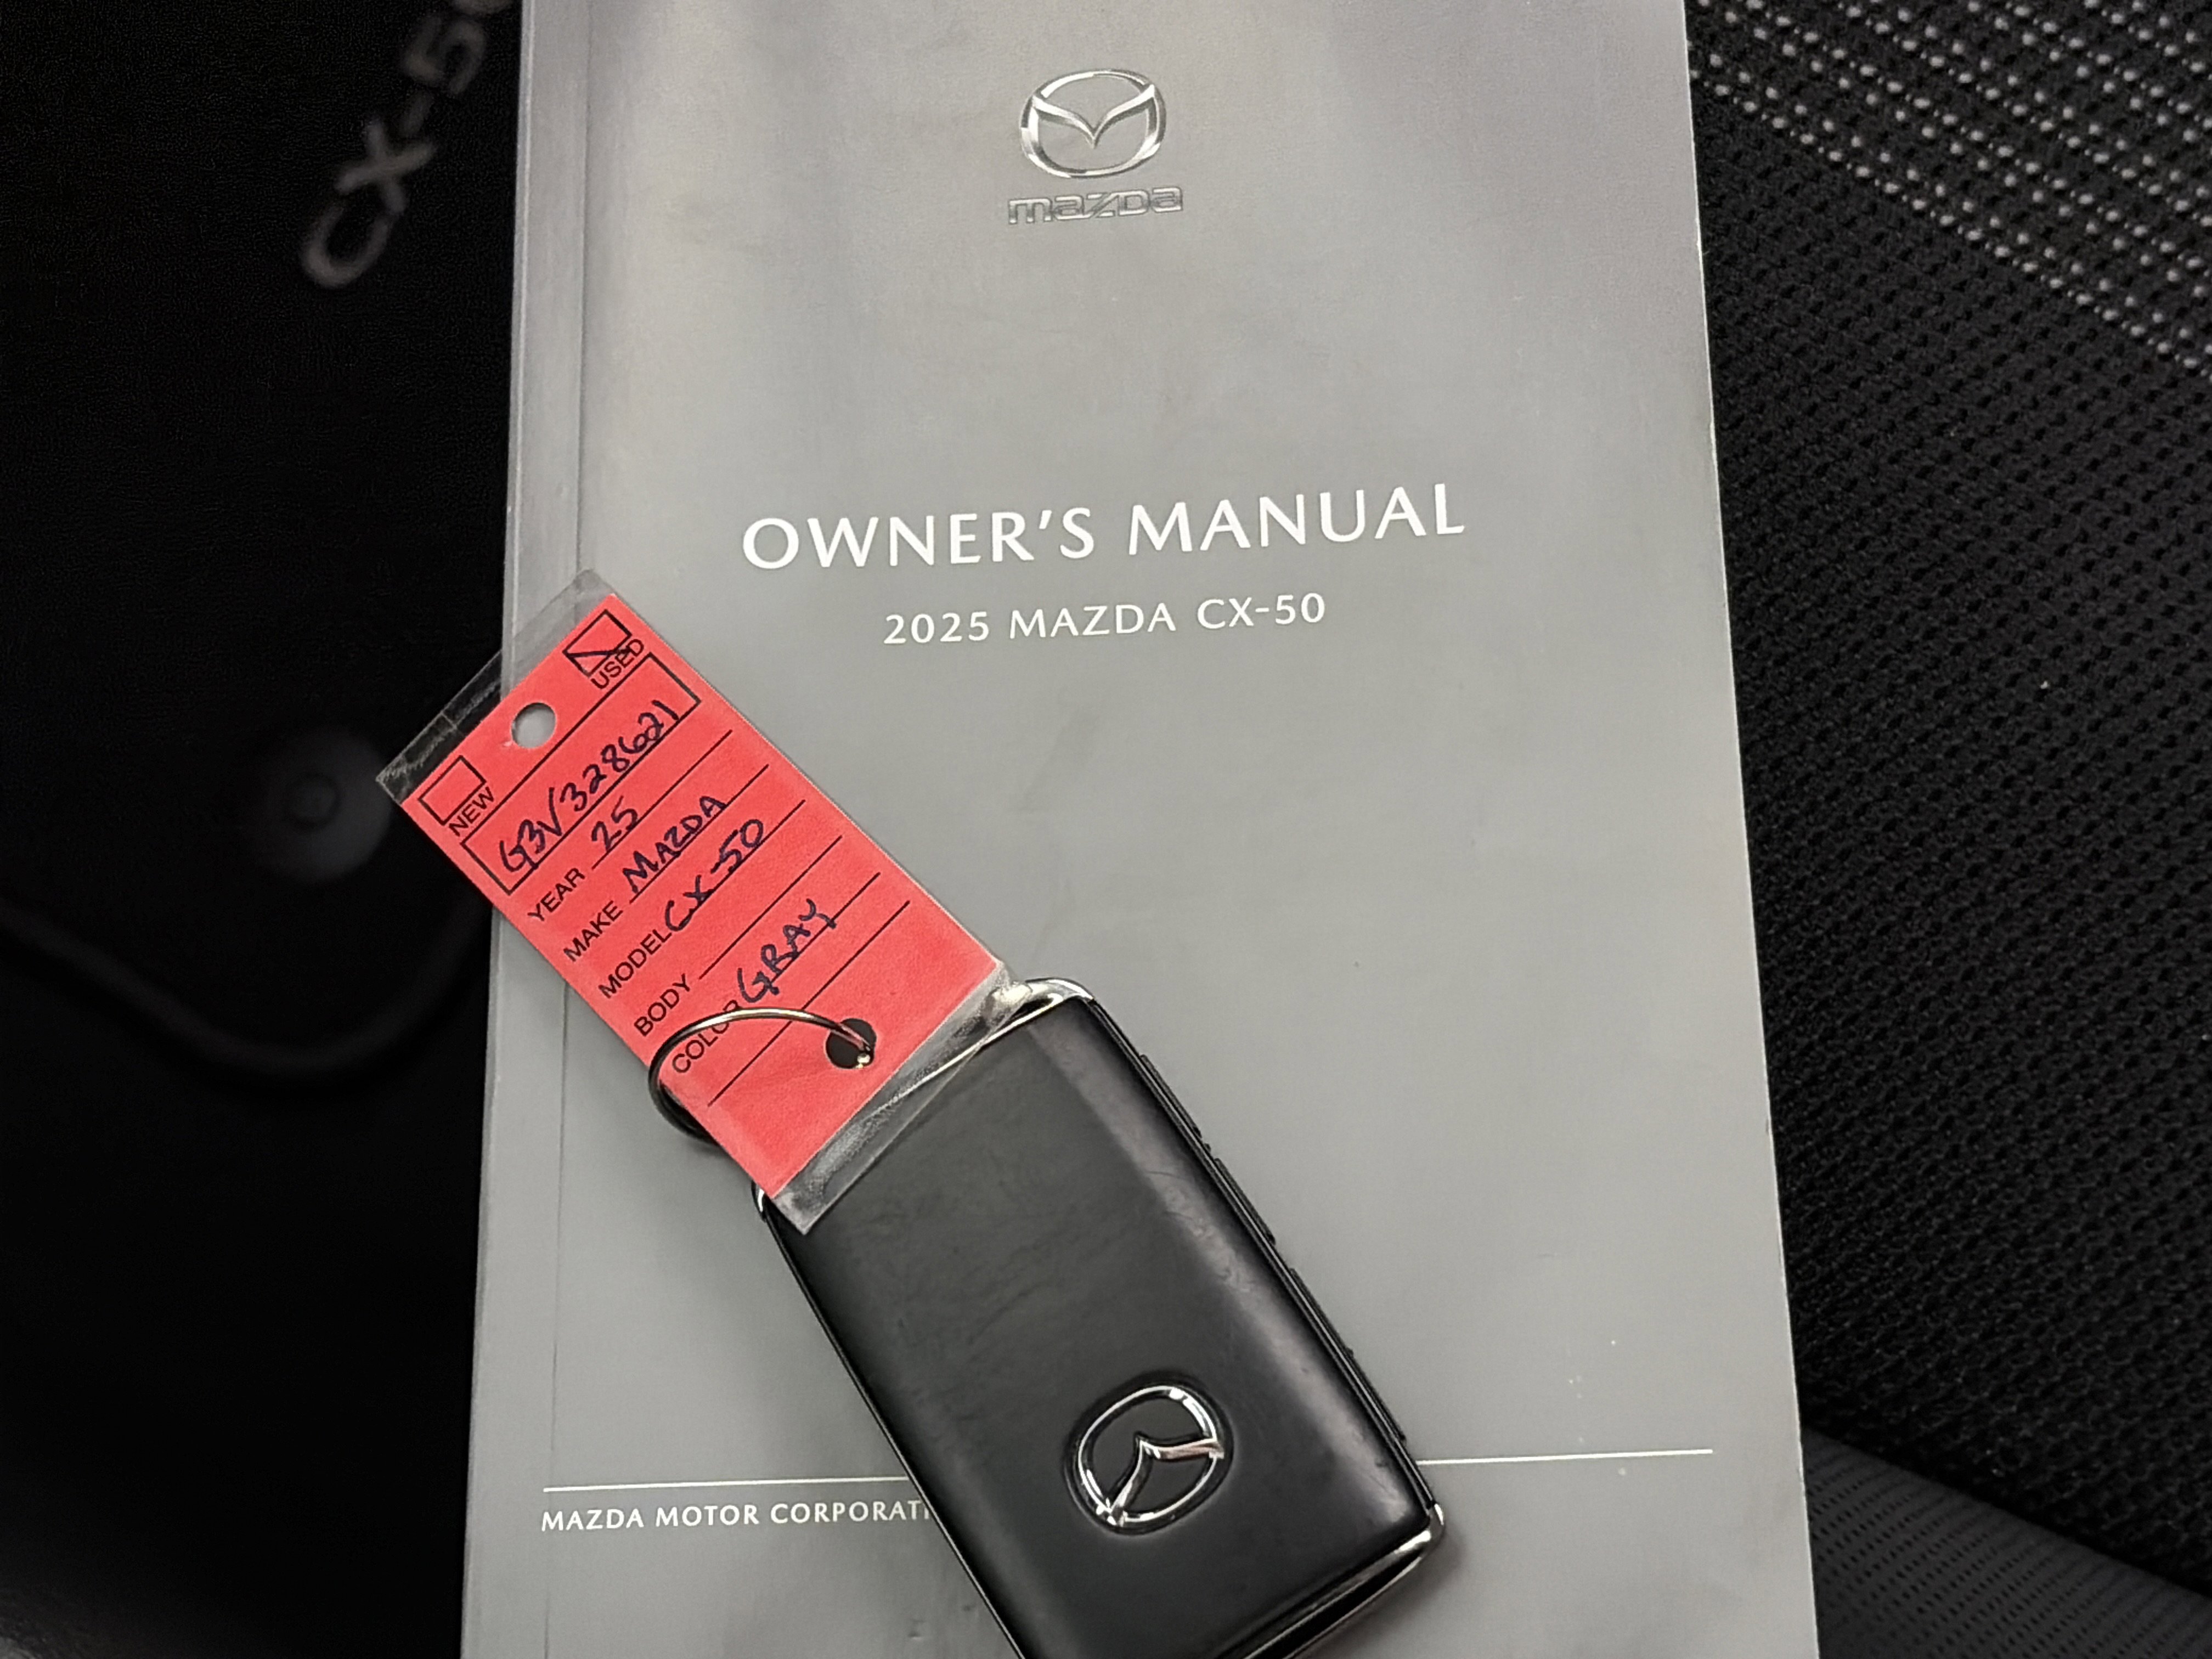 CX-50
mazda
OWNER'S MANUAL
2025 MAZDA CX-50
USED
NEW
G3V328621
YEAR 25
MAKE MAZDA
MODEL CX-50
BODY
COLOR GRAY
MAZDA MOTOR CORPORATI